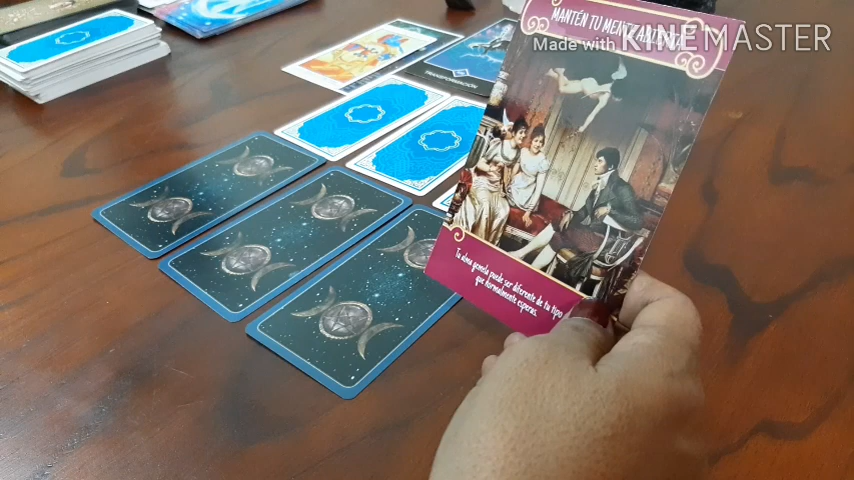 MANTÉN TU MENTE ABIERTA
Made with KINEMASTER
TRANSFORMACIÓN
Tu alma gemela puede ser diferente de tu tipo
que normalmente esperas.